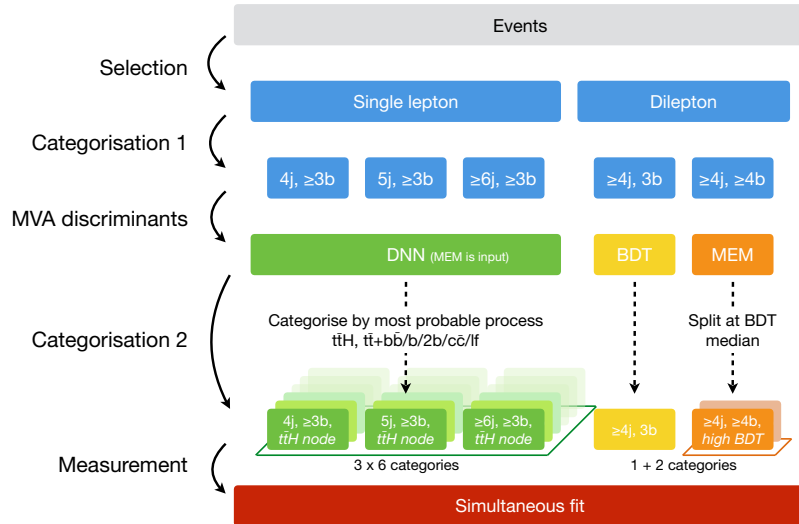 Events
Selection
Single lepton
Dilepton
Categorisation 1
4j, ≥3b
5j, ≥3b
≥6j, ≥3b
≥4j, 3b
≥4j, ≥4b
MVA discriminants
DNN (MEM is input)
BDT
MEM
Categorisation 2
Categorise by most probable process
tt̄H, tt̄+bb̄/b/2b/cc̄/lf
Split at BDT
median
4j, ≥3b,
tt̄H node
5j, ≥3b,
tt̄H node
≥6j, ≥3b,
tt̄H node
≥4j, 3b
≥4j, ≥4b,
high BDT
Measurement
3 x 6 categories
1 + 2 categories
Simultaneous fit